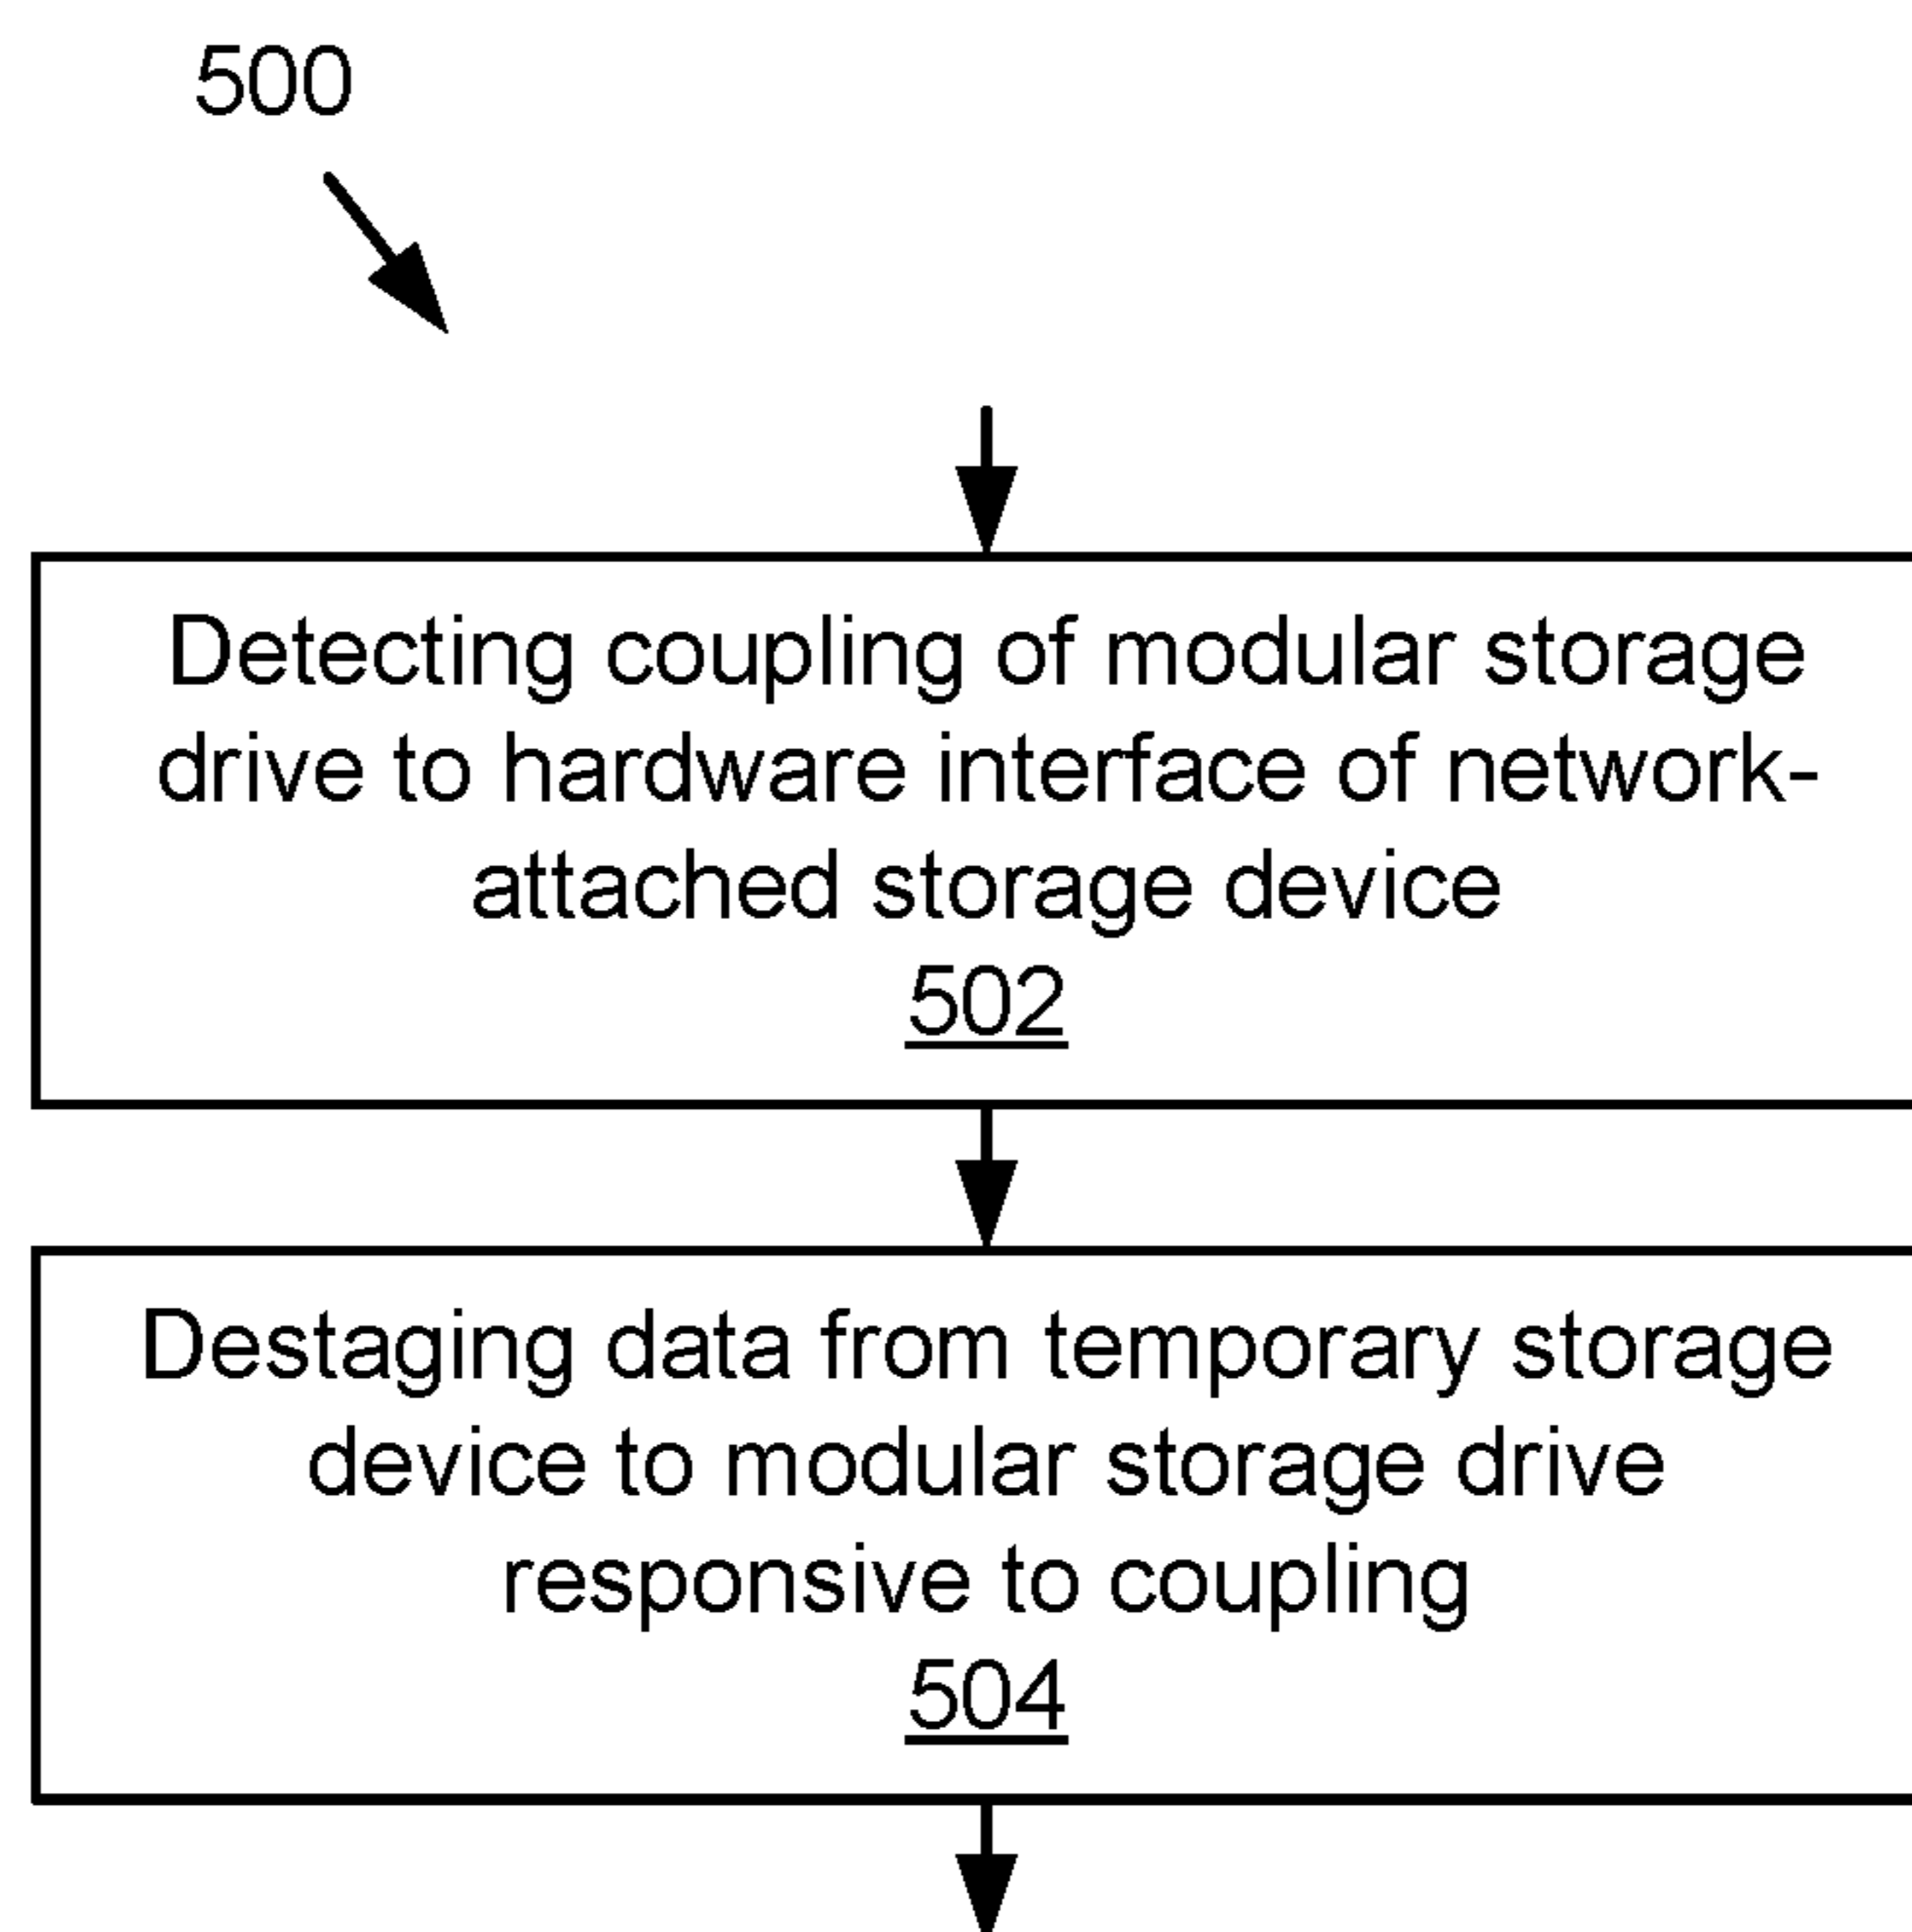 500
Detecting coupling of modular storage
drive to hardware interface of network-
attached storage device
502
Destaging data from temporary storage
device to modular storage drive
responsive to coupling
504